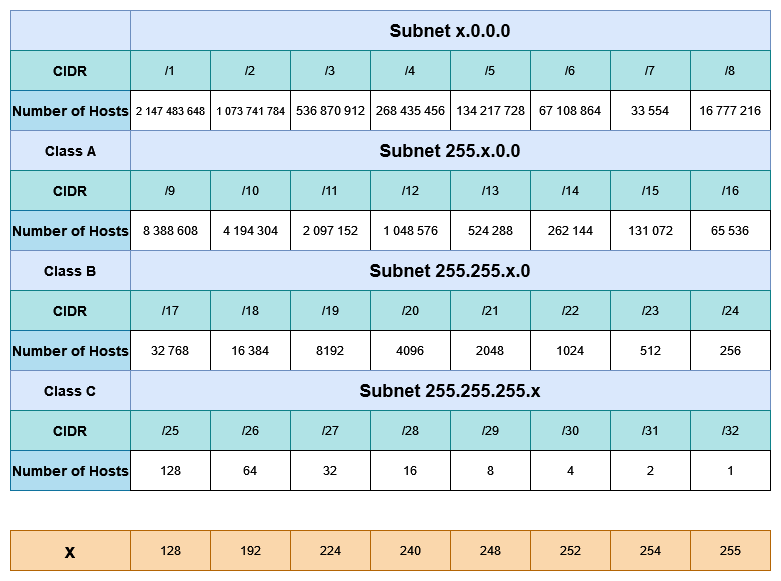 Subnet x.0.0.0
CIDR /1 /2 /3 /4 /5 /6 /7 /8
Number of Hosts 2 147 483 648 1 073 741 784 536 870 912 268 435 456 134 217 728 67 108 864 33 554 16 777 216
Class A Subnet 255.x.0.0
CIDR /9 /10 /11 /12 /13 /14 /15 /16
Number of Hosts 8 388 608 4 194 304 2 097 152 1 048 576 524 288 262 144 131 072 65 536
Class B Subnet 255.255.x.0
CIDR /17 /18 /19 /20 /21 /22 /23 /24
Number of Hosts 32 768 16 384 8192 4096 2048 1024 512 256
Class C Subnet 255.255.255.x
CIDR /25 /26 /27 /28 /29 /30 /31 /32
Number of Hosts 128 64 32 16 8 4 2 1
x 128 192 224 240 248 252 254 255